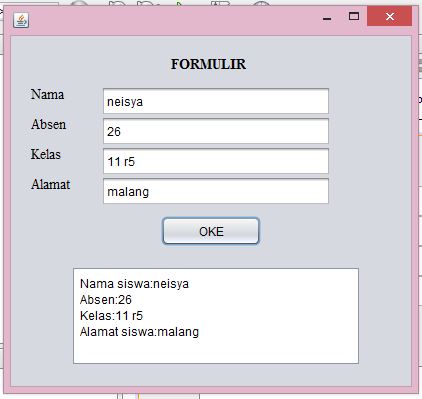 FORMULIR
Nama neisya
Absen 26
Kelas 11 r5
Alamat malang
OKE
Nama siswa:neisya
Absen:26
Kelas:11 r5
Alamat siswa:malang